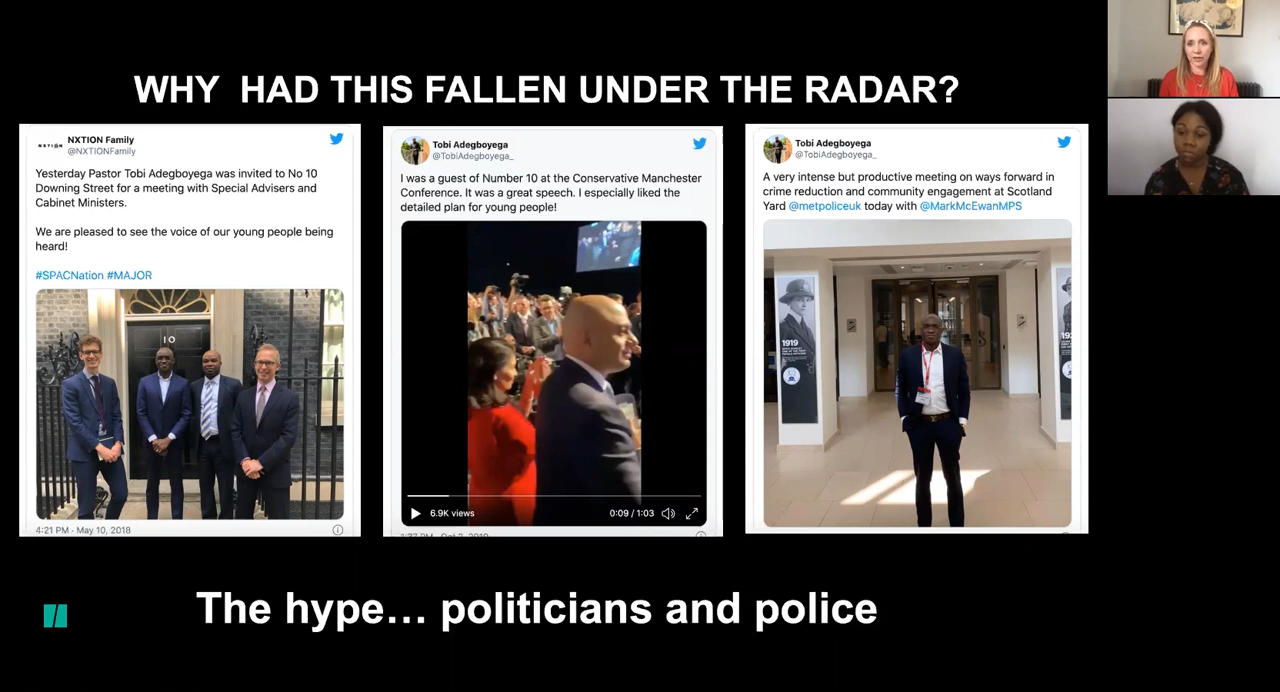 WHY HAD THIS FALLEN UNDER THE RADAR?
NXTION Family
@NXTIONFamily
Yesterday Pastor Tobi Adegboyega was invited to No 10
Downing Street for a meeting with Special Advisers and
Cabinet Ministers.
We are pleased to see the voice of our young people being
heard!
#SPACNation #MAJOR
10
4:21 PM · May 10, 2018
Tobi Adegboyega
@TobiAdegboyega_
I was a guest of Number 10 at the Conservative Manchester
Conference. It was a great speech. I especially liked the
detailed plan for young people!
6.9K views
0:09 / 1:03
Tobi Adegboyega
@TobiAdegboyega_
A very intense but productive meeting on ways forward in
crime reduction and community engagement at Scotland
Yard @metpoliceuk today with @MarkMcEwanMPS
1919
The hype... politicians and police